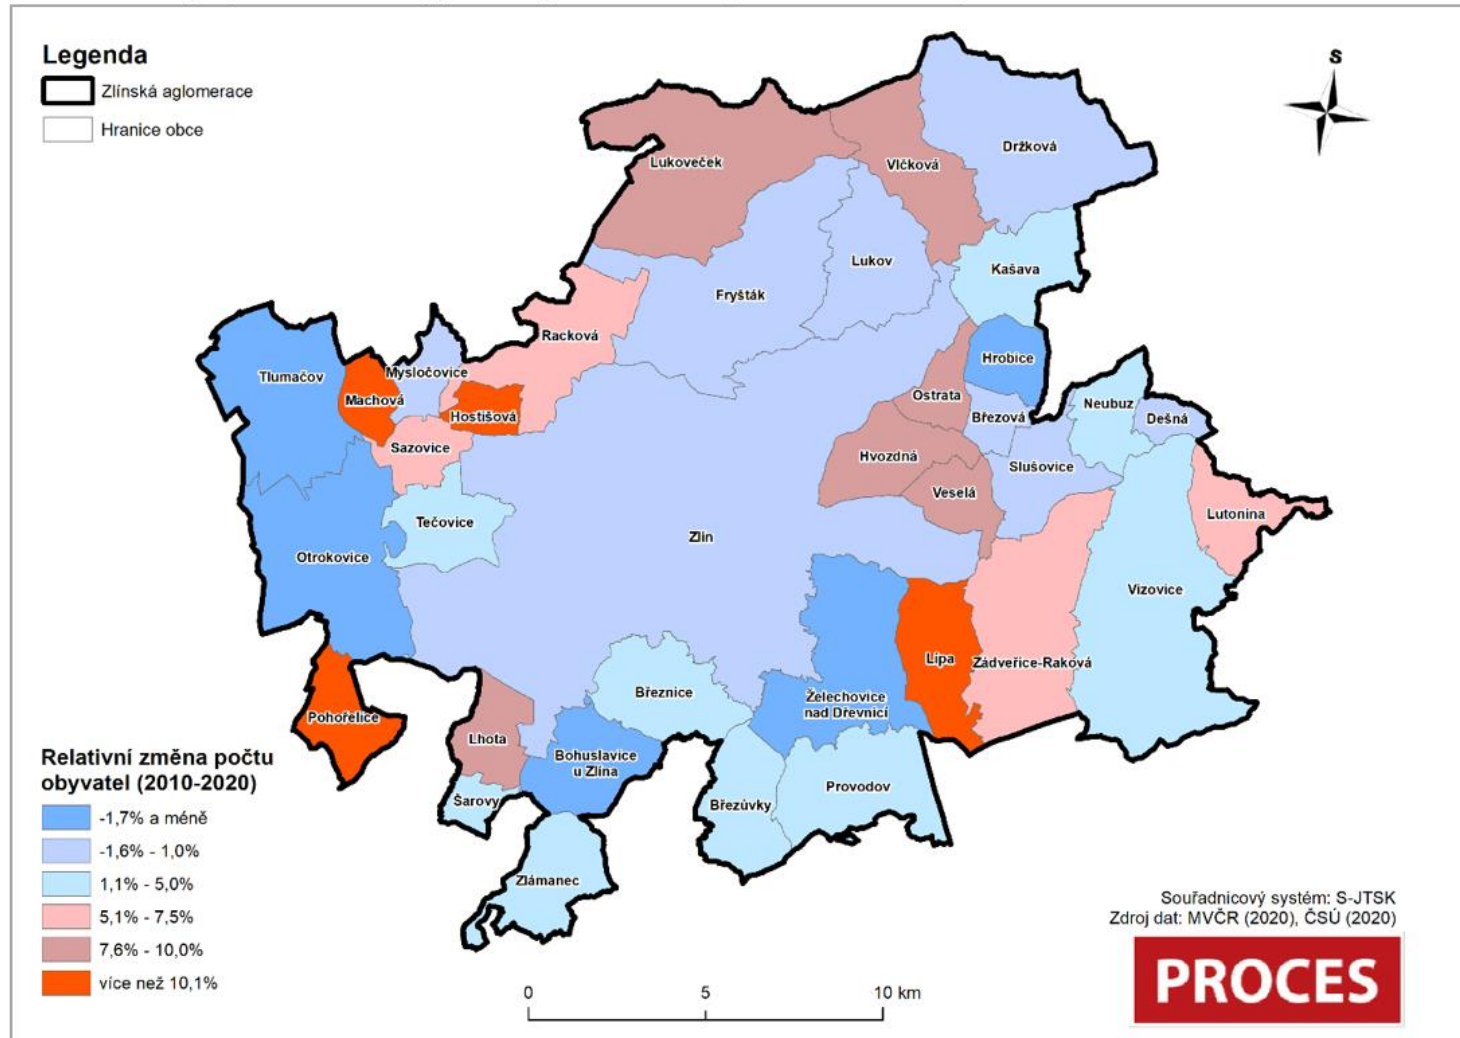 Legenda
Zlínská aglomerace
Hranice obce
S
Lukoveček
Vlčková
Držková
Lukov
Kašava
Fryšták
Racková
Hrobice
Mysločovice
Tlumačov
Machová
Hostišová
Ostrata
Březová
Neubuz
Dešná
Sazovice
Hvozdná
Slušovice
Veselá
Lutonina
Tečovice
Zlín
Otrokovice
Vizovice
Lípa
Zádveřice-Raková
Březnice
Želechovice
nad Dřevnicí
Pohořelice
Lhota
Bohuslavice
u Zlína
Provodov
Šarovy
Březůvky
Zlámanec
Relativní změna počtu
obyvatel (2010-2020)
-1,7% a méně
-1,6% - 1,0%
1,1% - 5,0%
5,1% - 7,5%
7,6% - 10,0%
více než 10,1%
0 5 10 km
Souřadnicový systém: S-JTSK
Zdroj dat: MVČR (2020), ČSÚ (2020)
PROCES